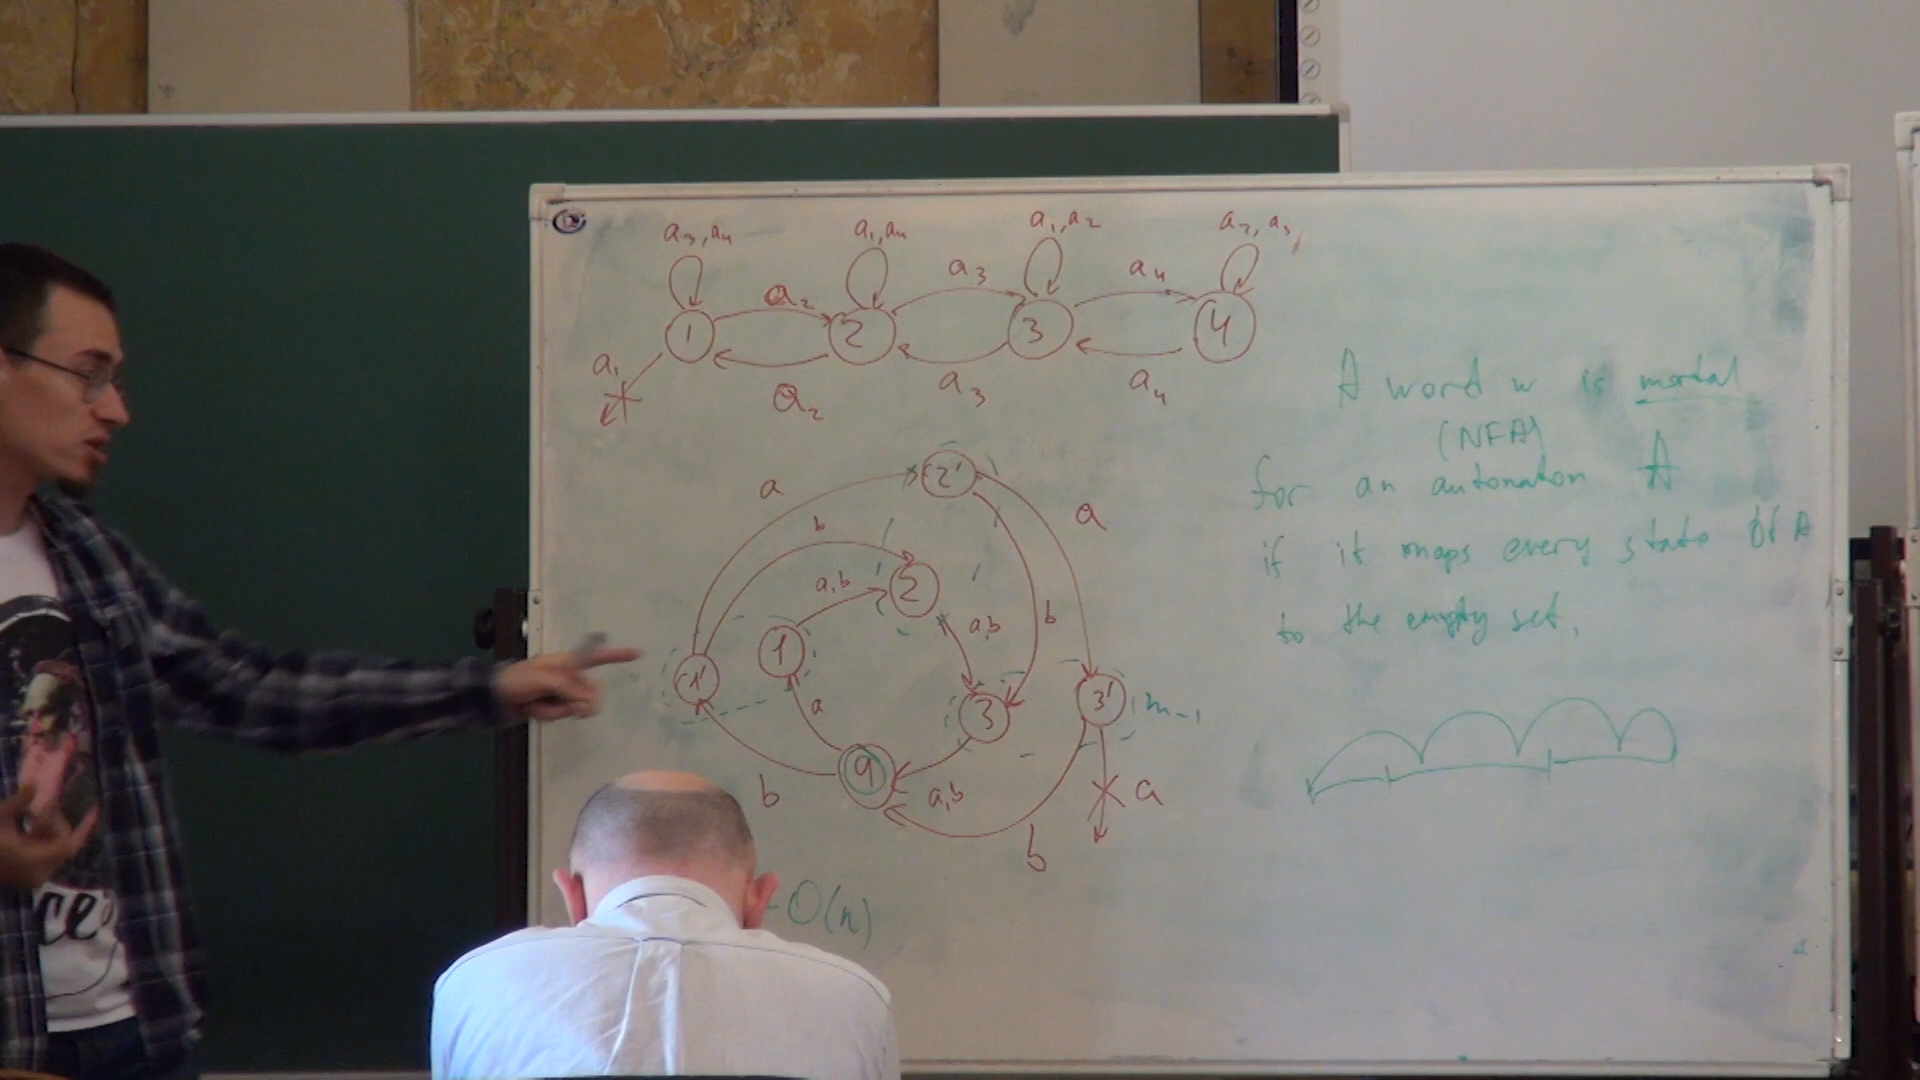 a₃, a₄
a₁, a₄
a₁, a₂
a₂, a₃
a₂
a₃
a₄
1
2
3
4
a₁
a₂
a₃
a₄
A word w is mortal
(NFA)
for an automaton A
if it maps every state of A
to the empty set.
2'
a
a
b
a,b
2
b
a,b
1
1'
3
3'
m-1
a
q
b
a,b
a
b
O(n)
ce